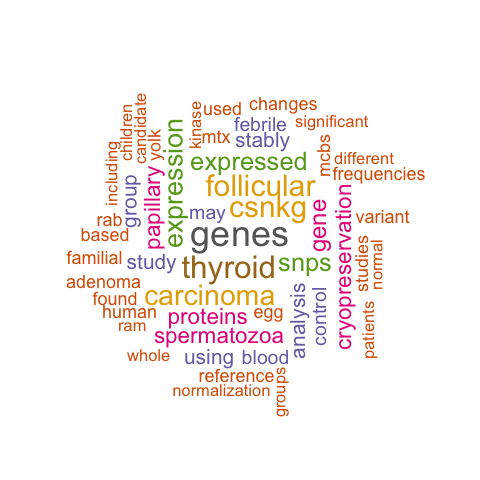 used changes
kinase
candidate
children
mtx febrile significant
yolk stably
expression
including
group
papillary
expressed mcbs different
follicular frequencies
csnkg
gene
cryopreservation
rab may variant
based genes
studies
normal
familial study thyroid snps
adenoma carcinoma
analysis
control
patients
found
human proteins egg
ram spermatozoa
whole using blood
reference
normalization
groups